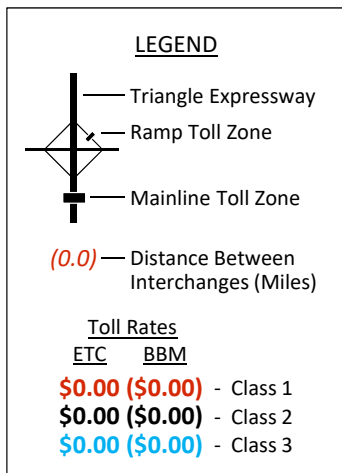 LEGEND
Triangle Expressway
Ramp Toll Zone
Mainline Toll Zone
(0.0) Distance Between
Interchanges (Miles)
Toll Rates
ETC BBM
$0.00 ($0.00) - Class 1
$0.00 ($0.00) - Class 2
$0.00 ($0.00) - Class 3